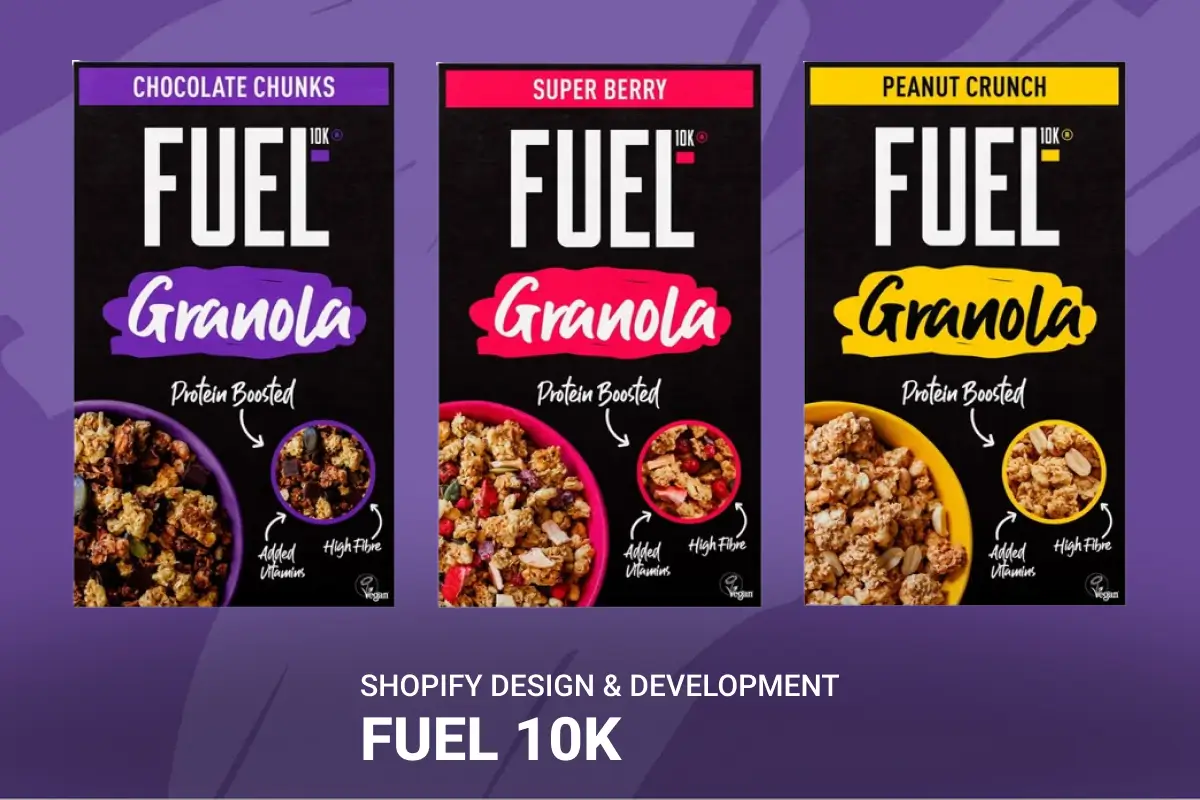 CHOCOLATE CHUNKS
FUEL 10K ®
Granola
Protein Boosted
Added
Vitamins
High Fibre
Vegan
SUPER BERRY
FUEL 10K ®
Granola
Protein Boosted
Added
Vitamins
High Fibre
Vegan
PEANUT CRUNCH
FUEL 10K ®
Granola
Protein Boosted
Added
Vitamins
High Fibre
Vegan
SHOPIFY DESIGN & DEVELOPMENT
FUEL 10K